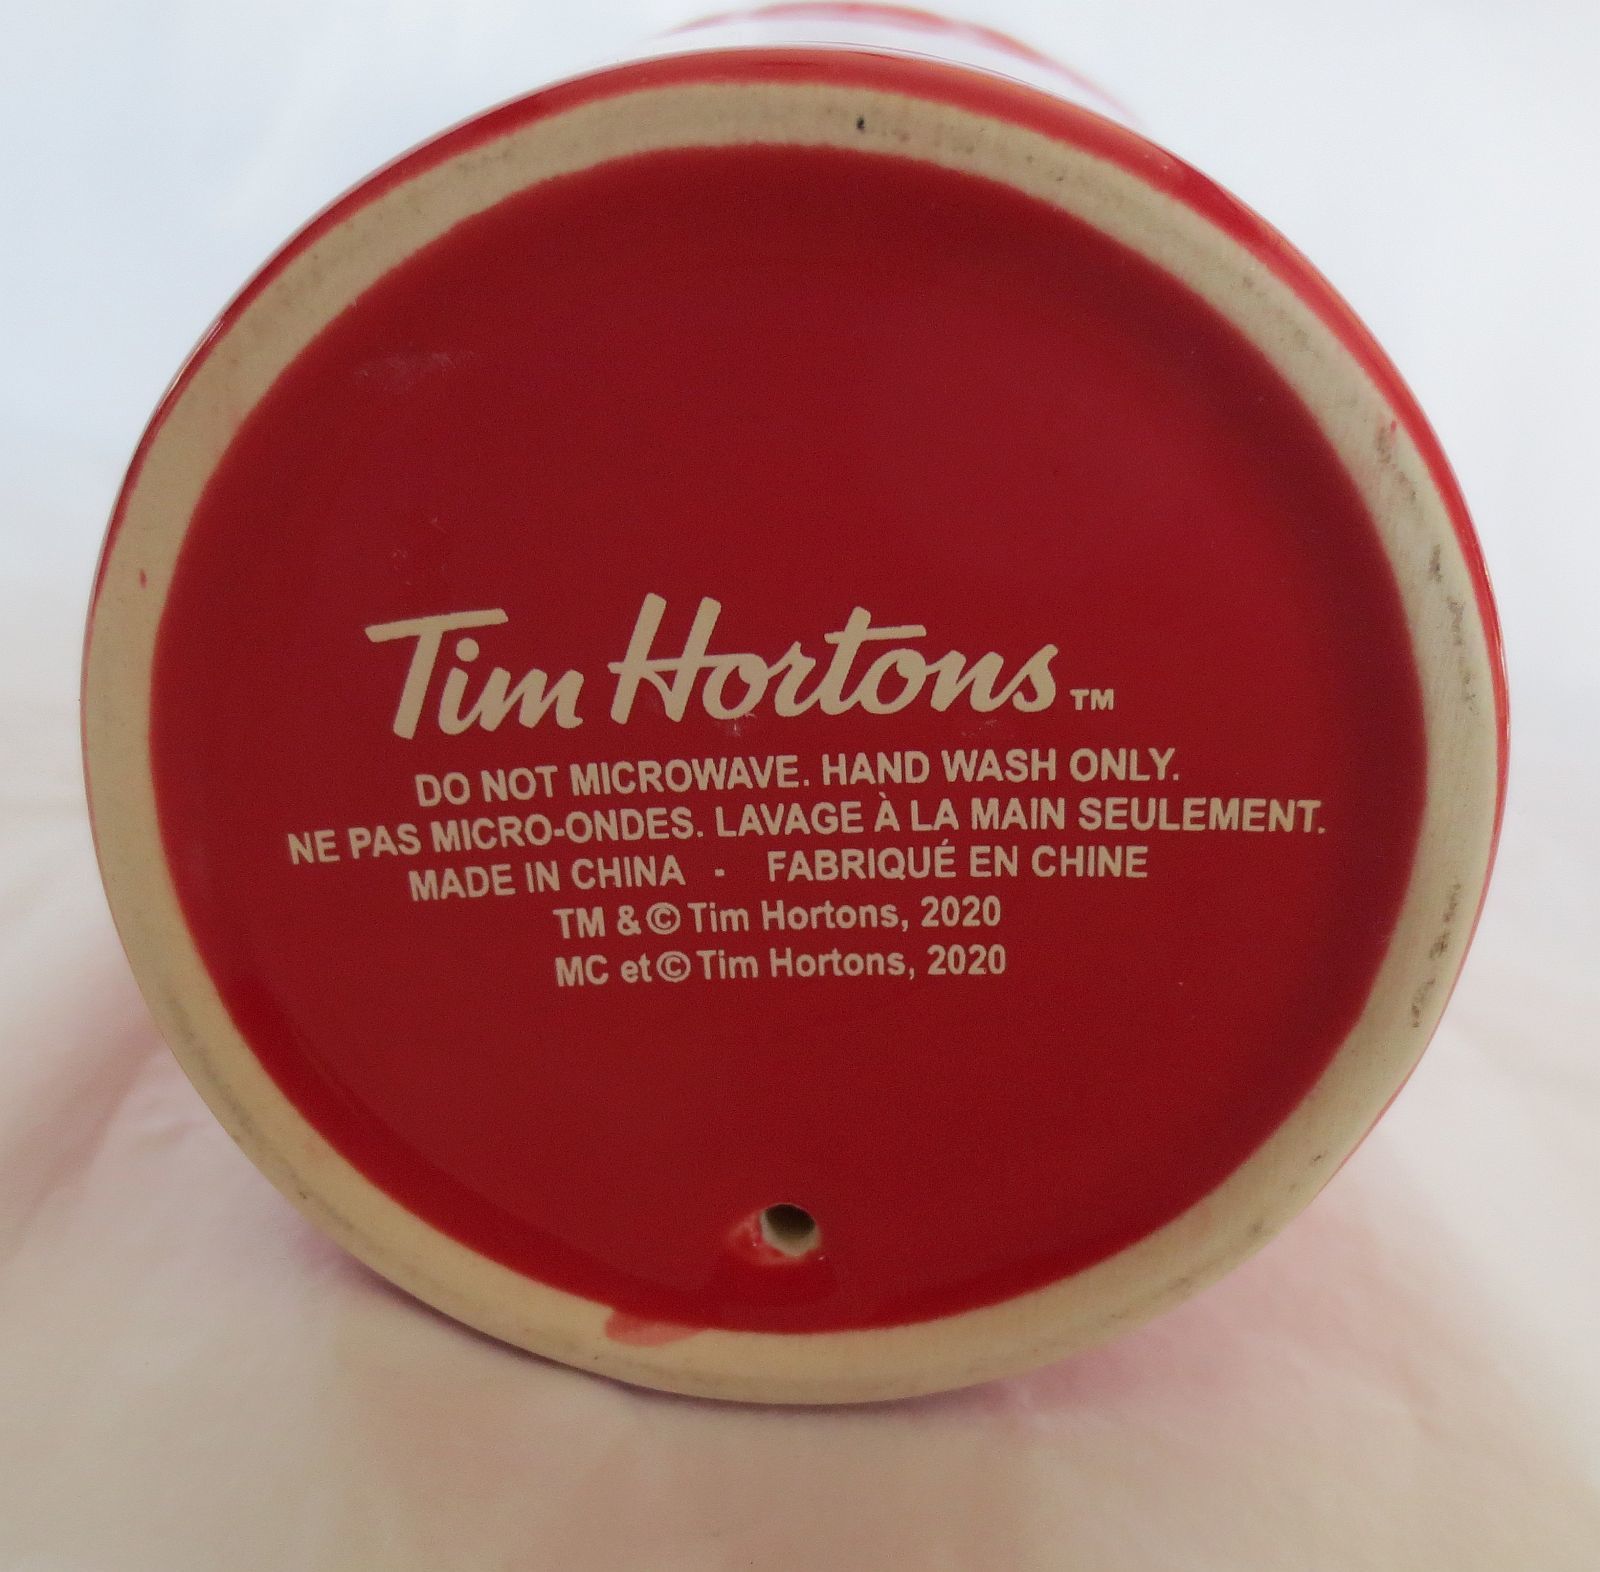 Tim Hortons™
DO NOT MICROWAVE. HAND WASH ONLY.
NE PAS MICRO-ONDES. LAVAGE À LA MAIN SEULEMENT.
MADE IN CHINA - FABRIQUÉ EN CHINE
TM & © Tim Hortons, 2020
MC et © Tim Hortons, 2020